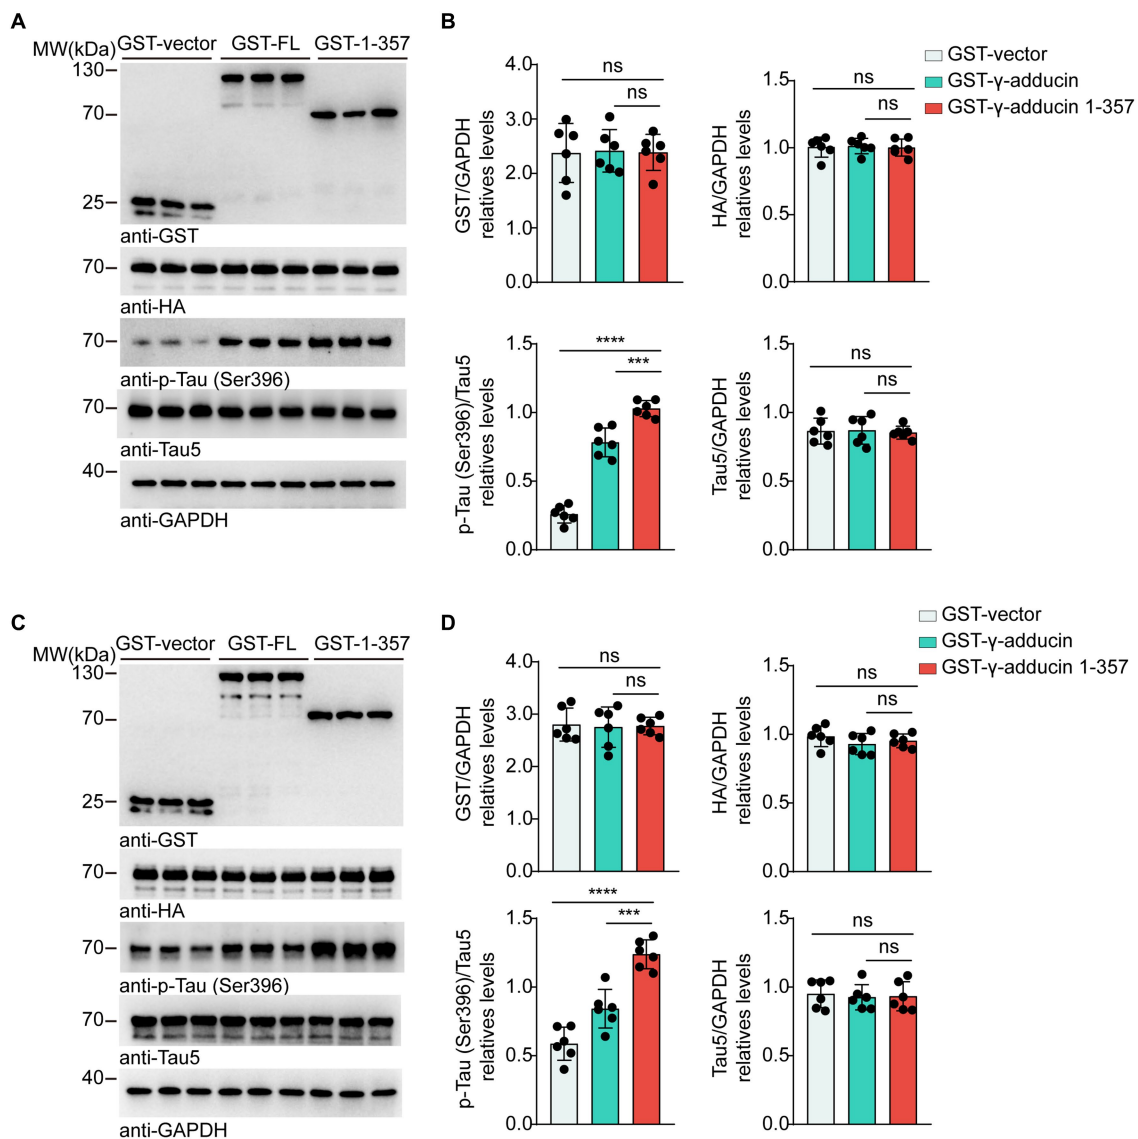 A
MW(kDa)
GST-vector
GST-FL
GST-1-357
130
70
25
anti-GST
70
anti-HA
70
anti-p-Tau (Ser396)
70
anti-Tau5
40
anti-GAPDH
B
GST-vector
GST-γ-adducin
GST-γ-adducin 1-357
GST/GAPDH
relatives levels
4.0
3.0
2.0
1.0
0.0
ns
ns
HA/GAPDH
relatives levels
1.5
1.0
0.5
0.0
ns
ns
p-Tau (Ser396)/Tau5
relatives levels
1.5
1.0
0.5
0.0
****
***
Tau5/GAPDH
relatives levels
1.5
1.0
0.5
0.0
ns
ns
C
MW(kDa)
GST-vector
GST-FL
GST-1-357
130
70
25
anti-GST
70
anti-HA
70
anti-p-Tau (Ser396)
70
anti-Tau5
40
anti-GAPDH
D
GST-vector
GST-γ-adducin
GST-γ-adducin 1-357
GST/GAPDH
relatives levels
4.0
3.0
2.0
1.0
0.0
ns
ns
HA/GAPDH
relatives levels
1.5
1.0
0.5
0.0
ns
ns
p-Tau (Ser396)/Tau5
relatives levels
1.5
1.0
0.5
0.0
****
***
Tau5/GAPDH
relatives levels
1.5
1.0
0.5
0.0
ns
ns